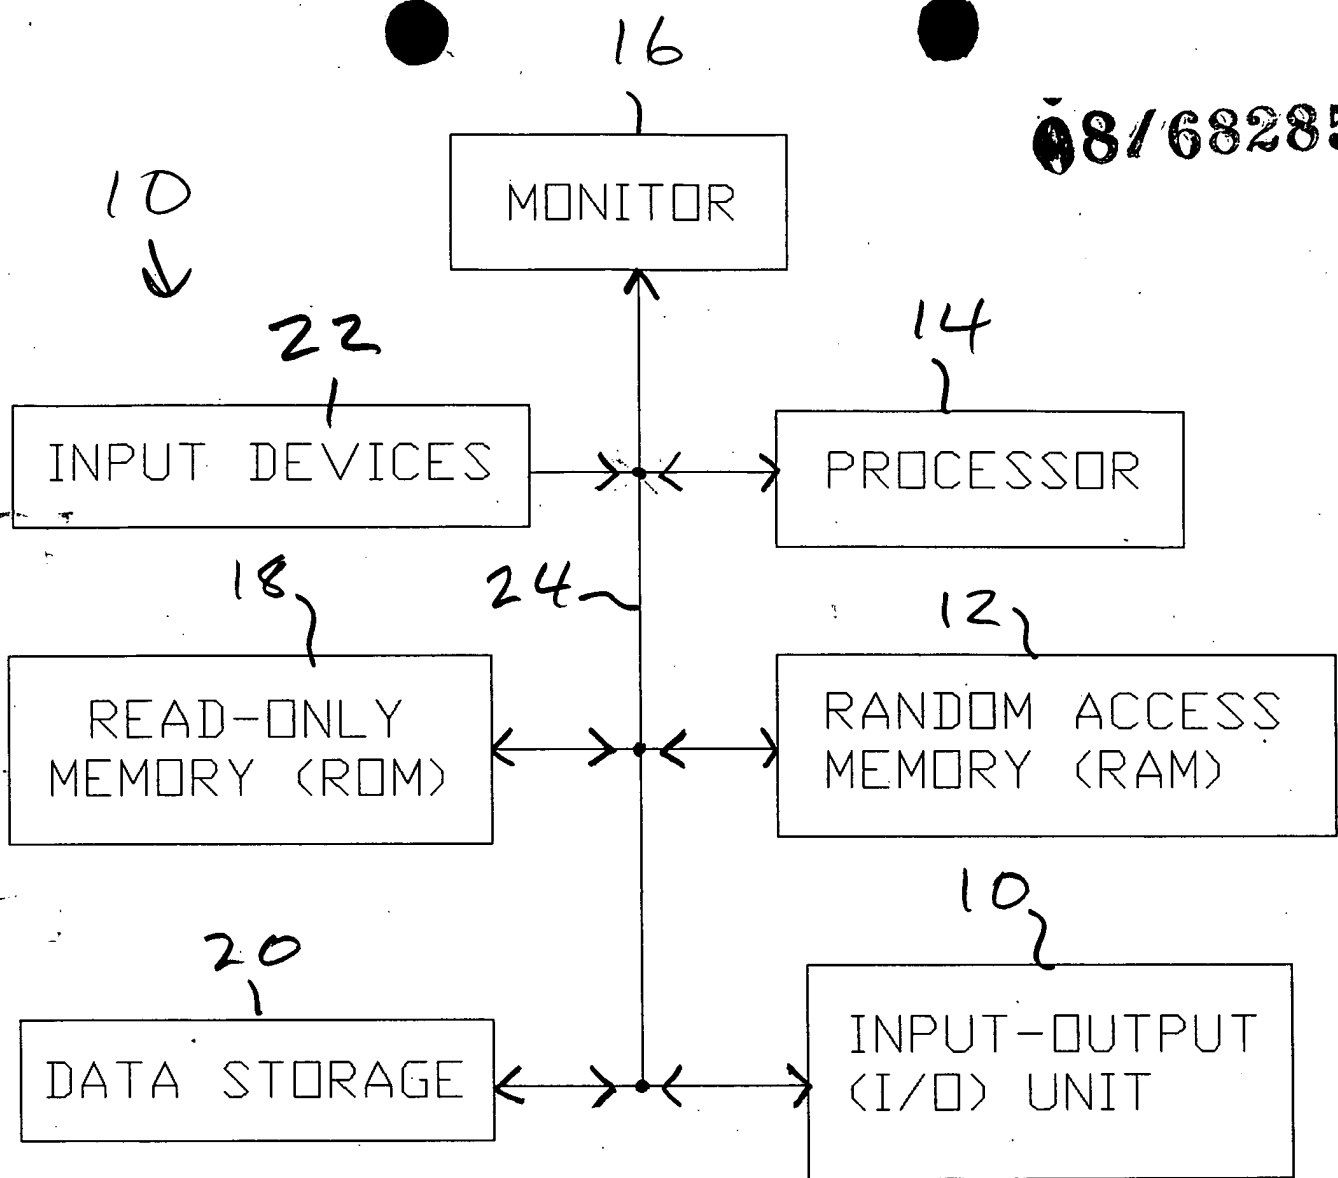 16
08/68285
MONITOR
10
22
14
INPUT DEVICES
PROCESSOR
18
24
12
READ-ONLY
MEMORY (ROM)
RANDOM ACCESS
MEMORY (RAM)
10
20
INPUT-OUTPUT
(I/O) UNIT
DATA STORAGE